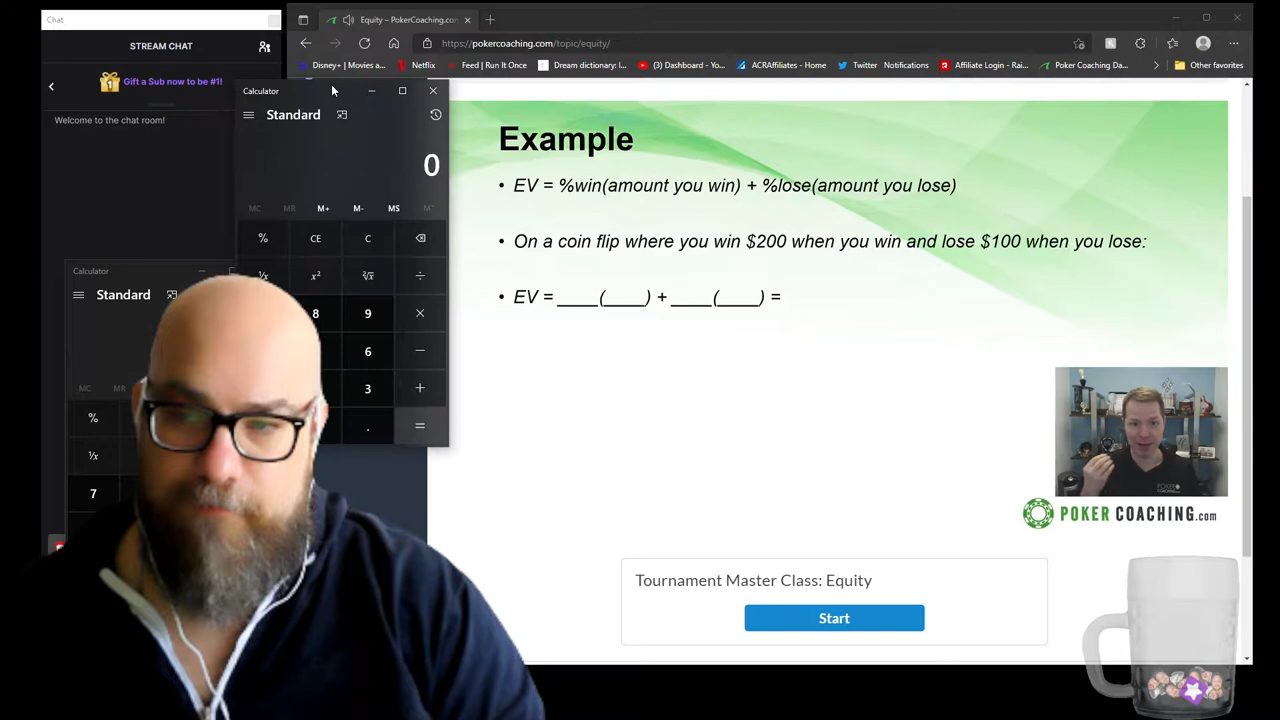 Chat
STREAM CHAT
Gift a Sub now to be #1!
Welcome to the chat room!
Equity – PokerCoaching.co
https://pokercoaching.com/topic/equity/
Disney+ | Movies a...
Netflix
Feed | Run It Once
Dream dictionary: I...
(3) Dashboard - Yo...
ACRAffiliates - Home
Twitter
Notifications
Affiliate Login - Rai...
Poker Coaching Da...
Other favorites
Calculator
Standard
0
MC MR M+ M- MS
% CE C
¹/x x² ²√x ÷
8 9 ×
6 −
3 +
. =
Calculator
Standard
MC MR
%
¹/x
7
Example
• EV = %win(amount you win) + %lose(amount you lose)
• On a coin flip where you win $200 when you win and lose $100 when you lose:
• EV = ____(____) + ____(____) =
POKER COACHING.com
Tournament Master Class: Equity
Start